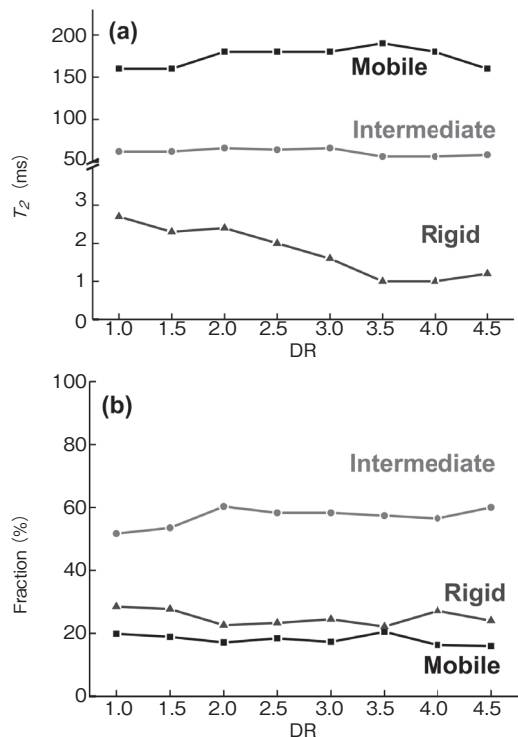 (a)
200
150
100
50
3
2
1
0
T2 (ms)
Mobile
Intermediate
Rigid
1.0 1.5 2.0 2.5 3.0 3.5 4.0 4.5
DR
(b)
100
80
60
40
20
0
Fraction (%)
Intermediate
Rigid
Mobile
1.0 1.5 2.0 2.5 3.0 3.5 4.0 4.5
DR